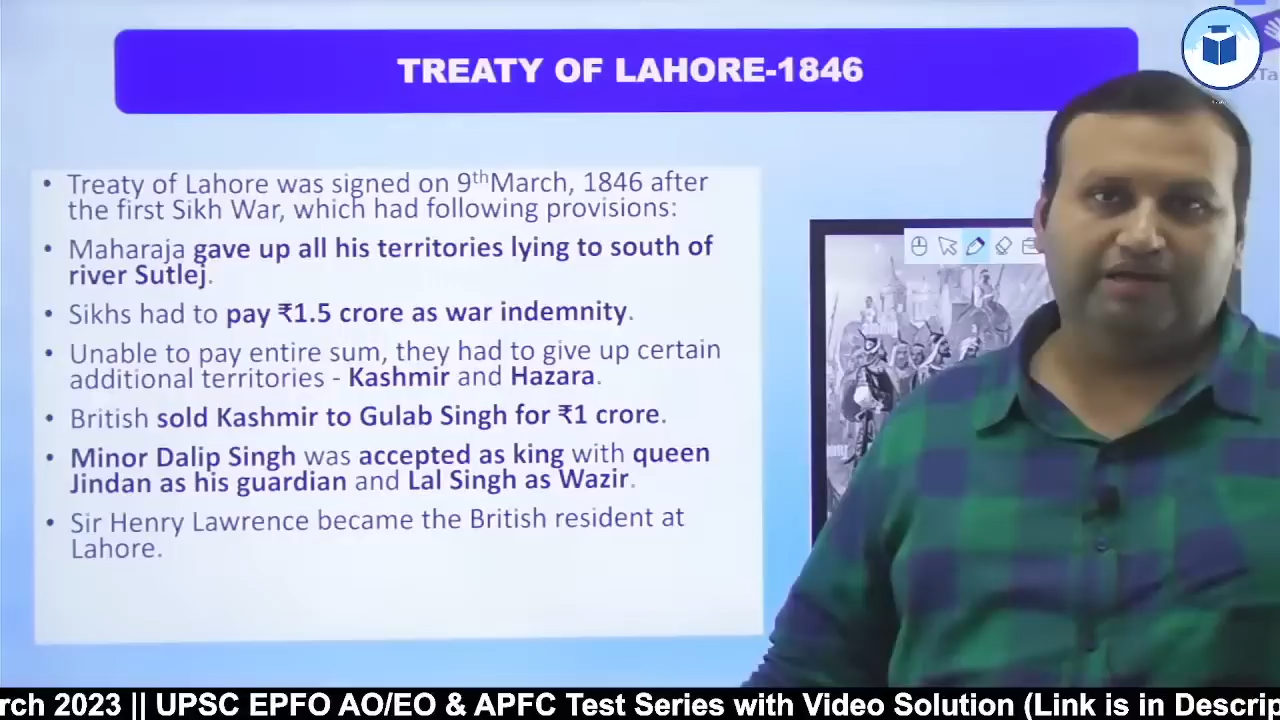 TREATY OF LAHORE-1846
• Treaty of Lahore was signed on 9thMarch, 1846 after
the first Sikh War, which had following provisions:
• Maharaja gave up all his territories lying to south of
river Sutlej.
• Sikhs had to pay ₹1.5 crore as war indemnity.
• Unable to pay entire sum, they had to give up certain
additional territories - Kashmir and Hazara.
• British sold Kashmir to Gulab Singh for ₹1 crore.
• Minor Dalip Singh was accepted as king with queen
Jindan as his guardian and Lal Singh as Wazir.
• Sir Henry Lawrence became the British resident at
Lahore.
2023 || UPSC EPFO AO/EO & APFC Test Series with Video Solution (Link is in